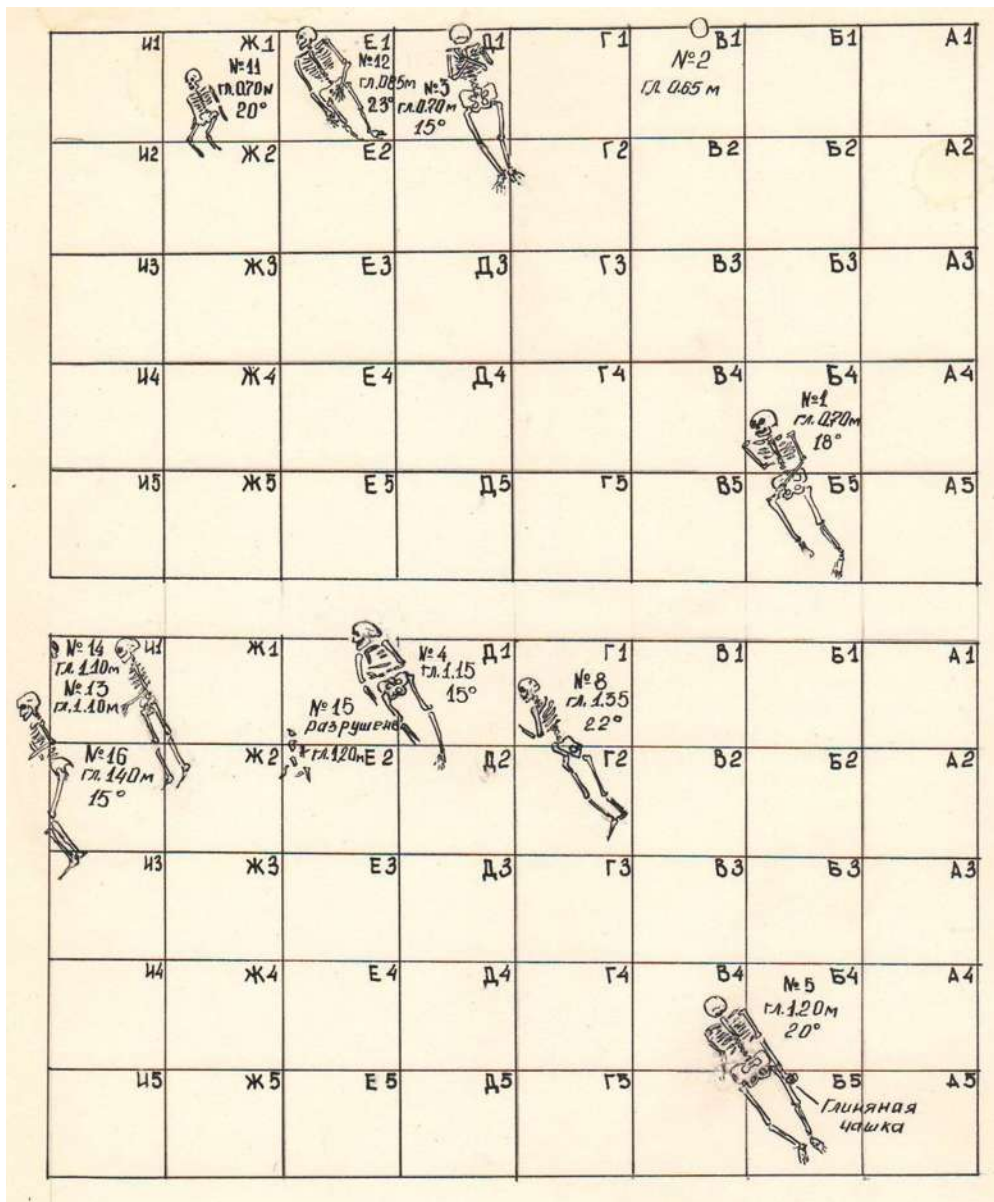 И1 Ж1 Е1 Д1 Г1 В1 Б1 А1
№11
гл.0.70м
20°
№12
гл.0.85м
23°
№3
гл.0.70м
15°
№2
гл. 0.65 м
И2 Ж2 Е2 Г2 В2 Б2 А2
И3 Ж3 Е3 Д3 Г3 В3 Б3 А3
И4 Ж4 Е4 Д4 Г4 В4 Б4 А4
№1
гл. 0.70м
18°
И5 Ж5 Е5 Д5 Г5 В5 Б5 А5
И1 Ж1 Д1 Г1 В1 Б1 А1
№14
гл.1.10м
№13
гл.1.10м
№4
гл.1.15
15°
№8
гл.1.35
22°
№15
разрушено
гл.1.20м
Ж2 Е2 Д2 Г2 В2 Б2 А2
№16
гл. 1.40м
15°
И3 Ж3 Е3 Д3 Г3 В3 Б3 А3
И4 Ж4 Е4 Д4 Г4 В4 Б4 А4
№5
гл.1.20м
20°
И5 Ж5 Е5 Д5 Г5 Б5 А5
Глиняная
чашка